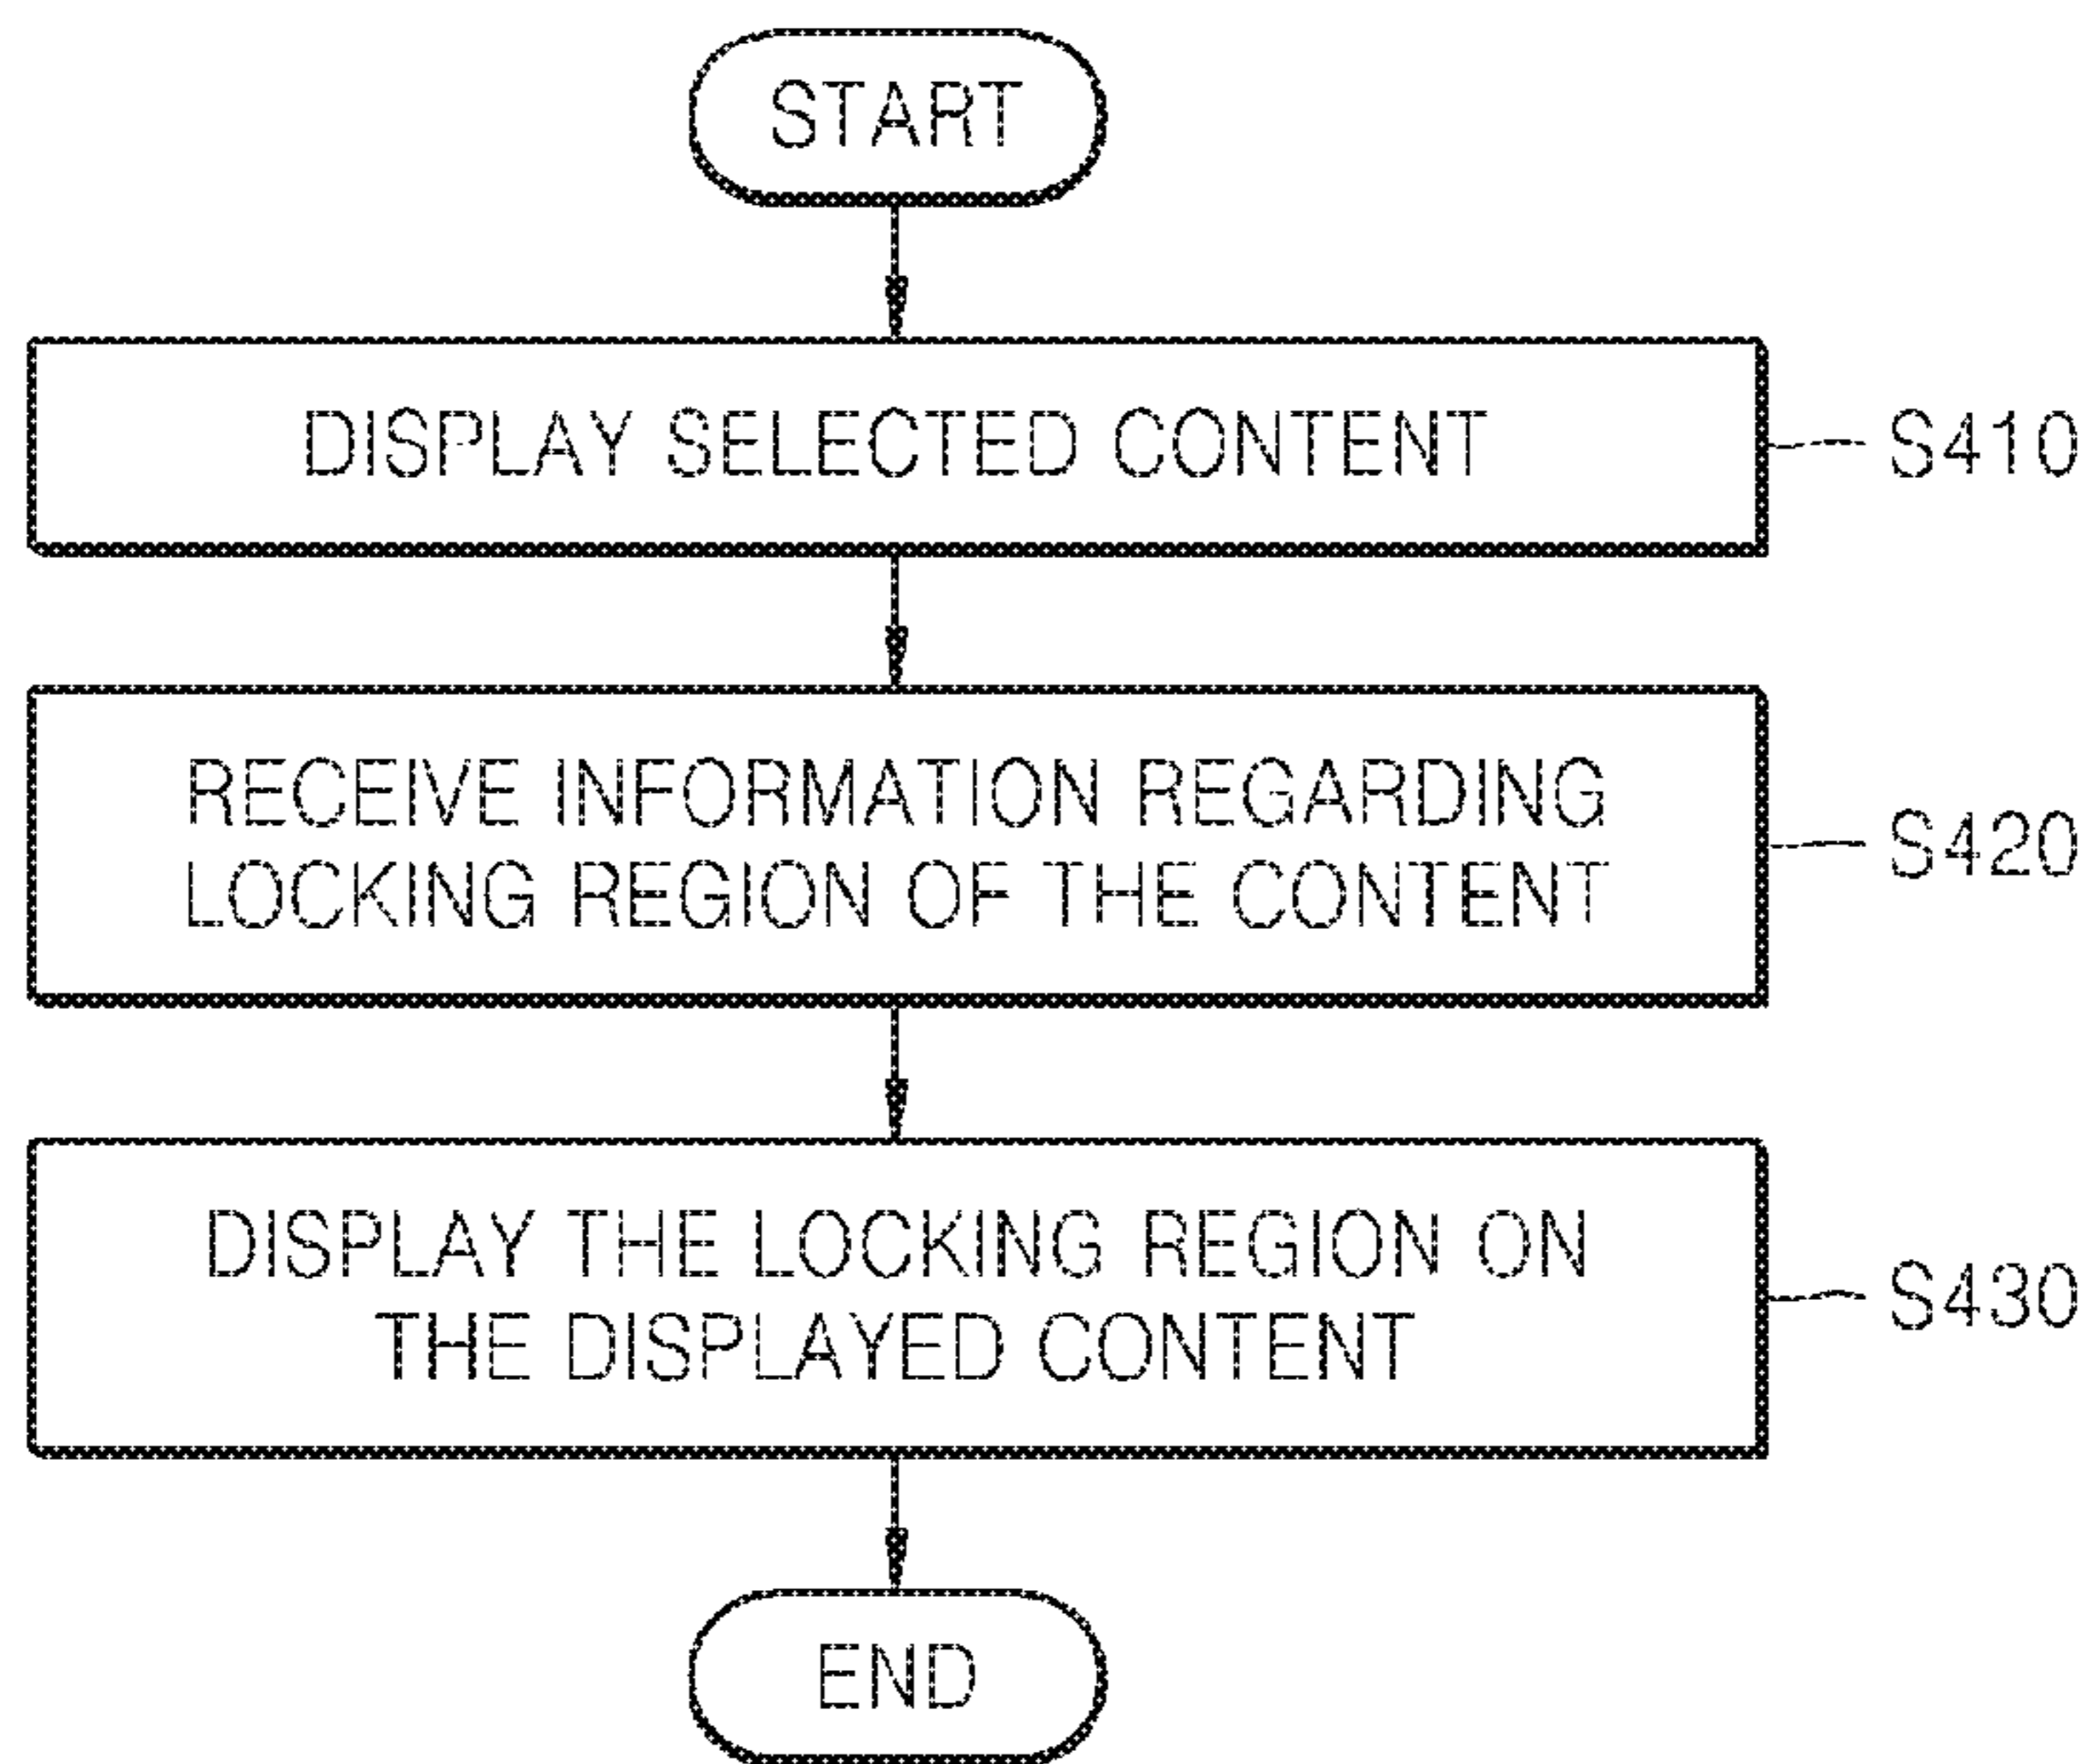 START
DISPLAY SELECTED CONTENT
S410
RECEIVE INFORMATION REGARDING
LOCKING REGION OF THE CONTENT
S420
DISPLAY THE LOCKING REGION ON
THE DISPLAYED CONTENT
S430
END